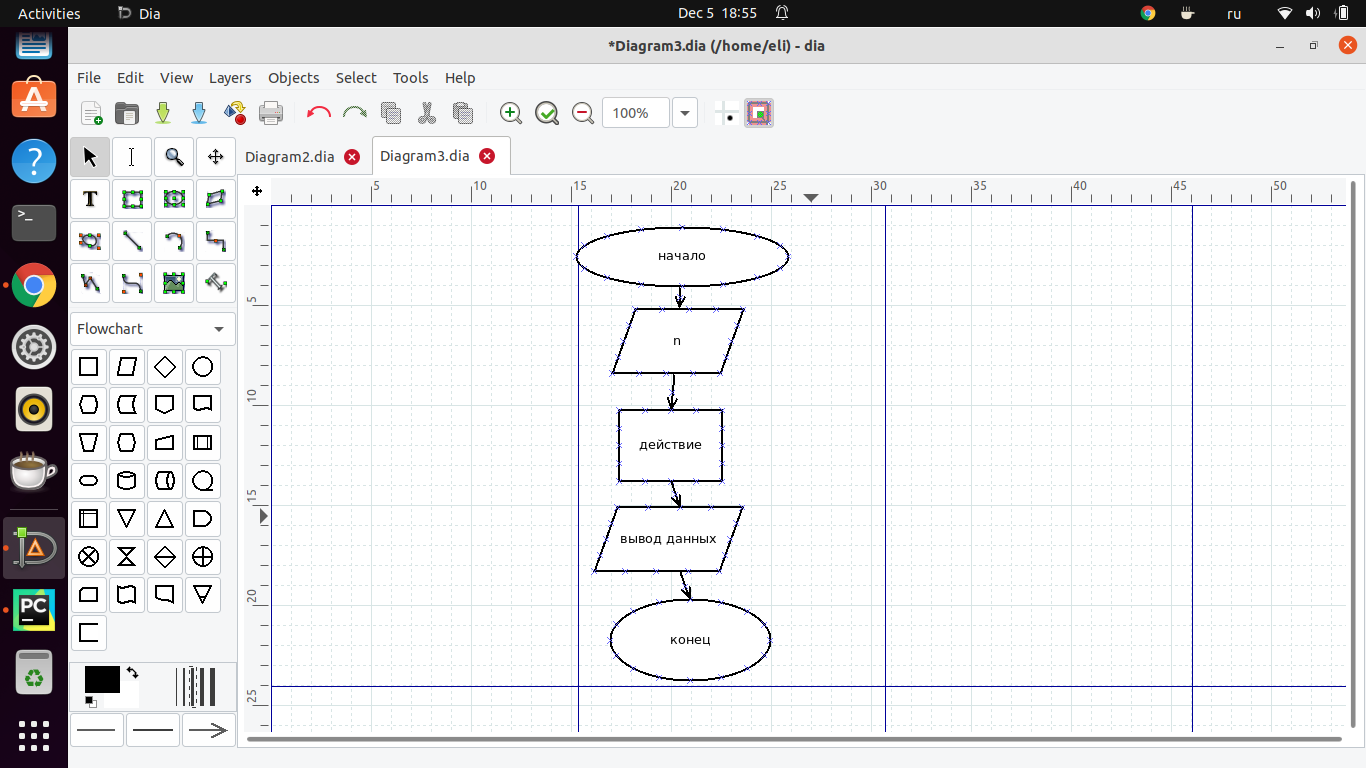 Activities Dia Dec 5 18:55 ru
*Diagram3.dia (/home/eli) - dia
File Edit View Layers Objects Select Tools Help
100%
Diagram2.dia Diagram3.dia
5 10 15 20 25 30 35 40 45 50
T
Flowchart
>_
PC
5
10
15
20
25
начало
n
действие
вывод данных
конец